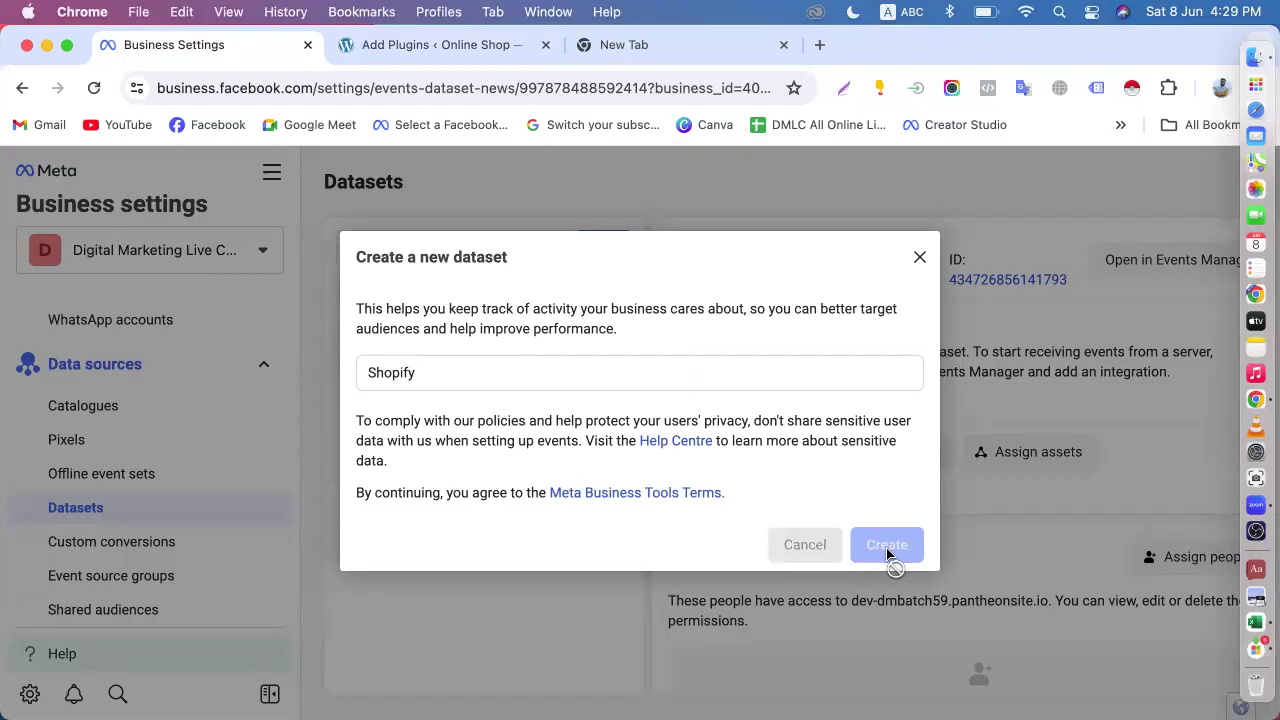 Chrome File Edit View History Bookmarks Profiles Tab Window Help A ABC Sat 8 Jun 4:29 PM
Business Settings
Add Plugins ‹ Online Shop —
New Tab
business.facebook.com/settings/events-dataset-news/997878488592414?business_id=40...
Gmail YouTube Facebook Google Meet Select a Facebook... Switch your subsc... Canva DMLC All Online Li... Creator Studio » All Bookm
Meta
Business settings
D Digital Marketing Live C...
WhatsApp accounts
Data sources
Catalogues
Pixels
Offline event sets
Datasets
Custom conversions
Event source groups
Shared audiences
? Help
Datasets
ID:
434726856141793
Open in Events Manag
aset. To start receiving events from a server,
ents Manager and add an integration.
Assign assets
Assign peop
These people have access to dev-dmbatch59.pantheonsite.io. You can view, edit or delete th
permissions.
Create a new dataset
This helps you keep track of activity your business cares about, so you can better target
audiences and help improve performance.
Shopify
To comply with our policies and help protect your users' privacy, don't share sensitive user
data with us when setting up events. Visit the Help Centre to learn more about sensitive
data.
By continuing, you agree to the Meta Business Tools Terms.
Cancel
Create
JUN
8
tv
zoom
Aa